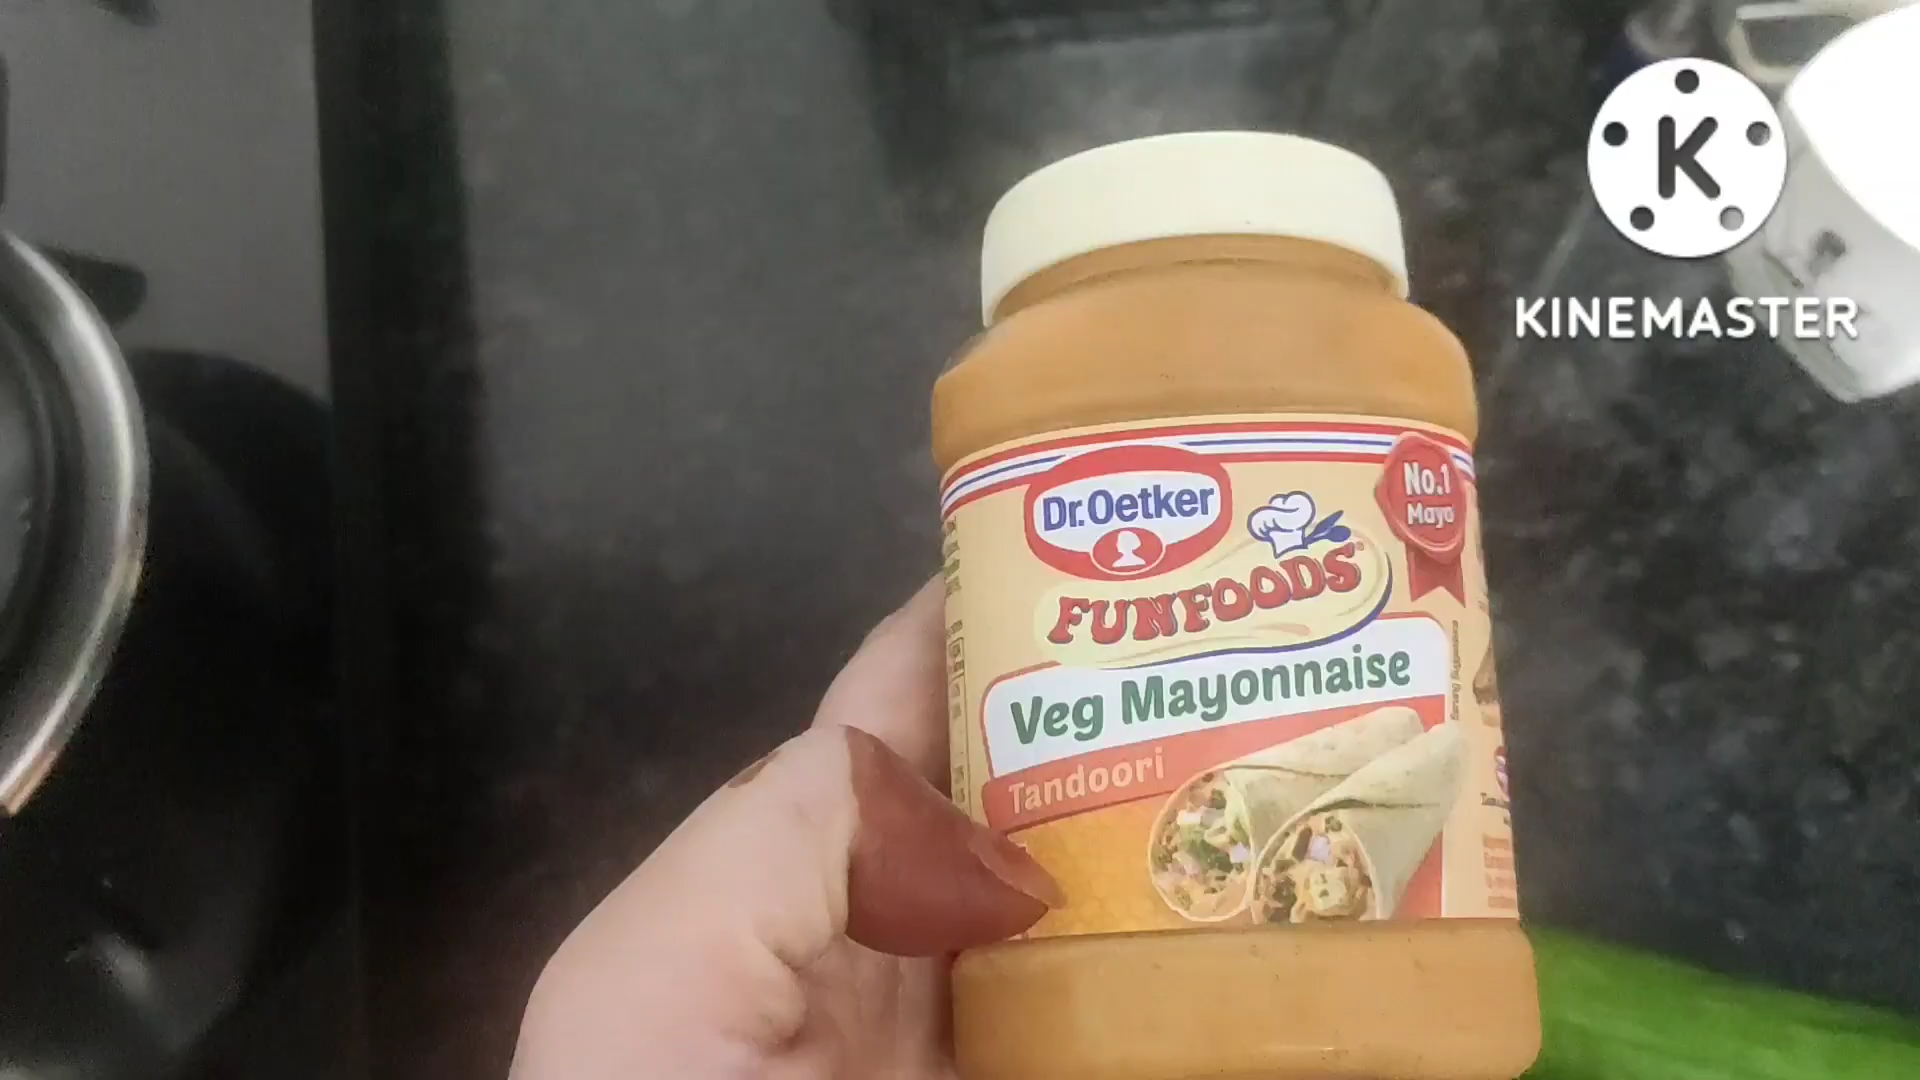 K
KINEMASTER
No.1
Mayo
Dr.Oetker
FUNFOODS
Veg Mayonnaise
Tandoori